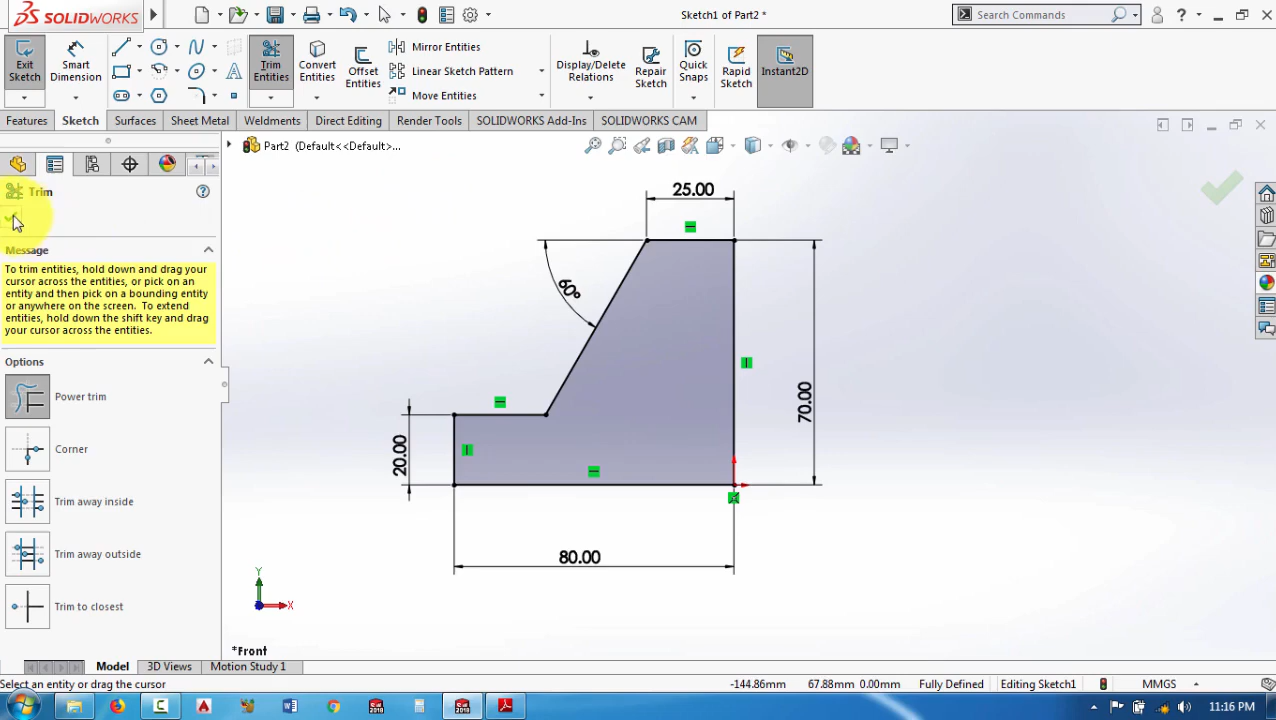 SOLIDWORKS
Sketch1 of Part2 *
Search Commands
Exit Sketch
Smart Dimension
Trim Entities
Convert Entities
Offset Entities
Mirror Entities
Linear Sketch Pattern
Move Entities
Display/Delete Relations
Repair Sketch
Quick Snaps
Rapid Sketch
Instant2D
Features Sketch Surfaces Sheet Metal Weldments Direct Editing Render Tools SOLIDWORKS Add-Ins SOLIDWORKS CAM
Part2 (Default<<Default>...
Trim
Message
To trim entities, hold down and drag your
cursor across the entities, or pick on an
entity and then pick on a bounding entity
or anywhere on the screen. To extend
entities, hold down the shift key and drag
your cursor across the entities.
Options
Power trim
Corner
Trim away inside
Trim away outside
Trim to closest
25.00
60°
70.00
20.00
80.00
Y
X
*Front
Model 3D Views Motion Study 1
Select an entity or drag the cursor
-144.86mm 67.88mm 0mm Fully Defined Editing Sketch1 MMGS
11:16 PM